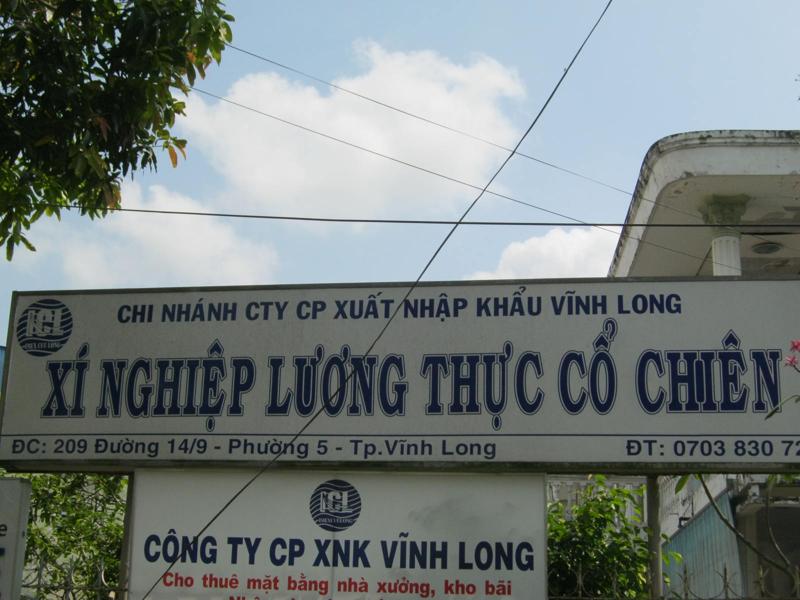 CHI NHÁNH CTY CP XUẤT NHẬP KHẨU VĨNH LONG
XÍ NGHIỆP LƯƠNG THỰC CỔ CHIÊN
ĐC: 209 Đường 14/9 - Phường 5 - Tp.Vĩnh Long ĐT: 0703 830 72
CÔNG TY CP XNK VĨNH LONG
Cho thuê mặt bằng nhà xưởng, kho bãi